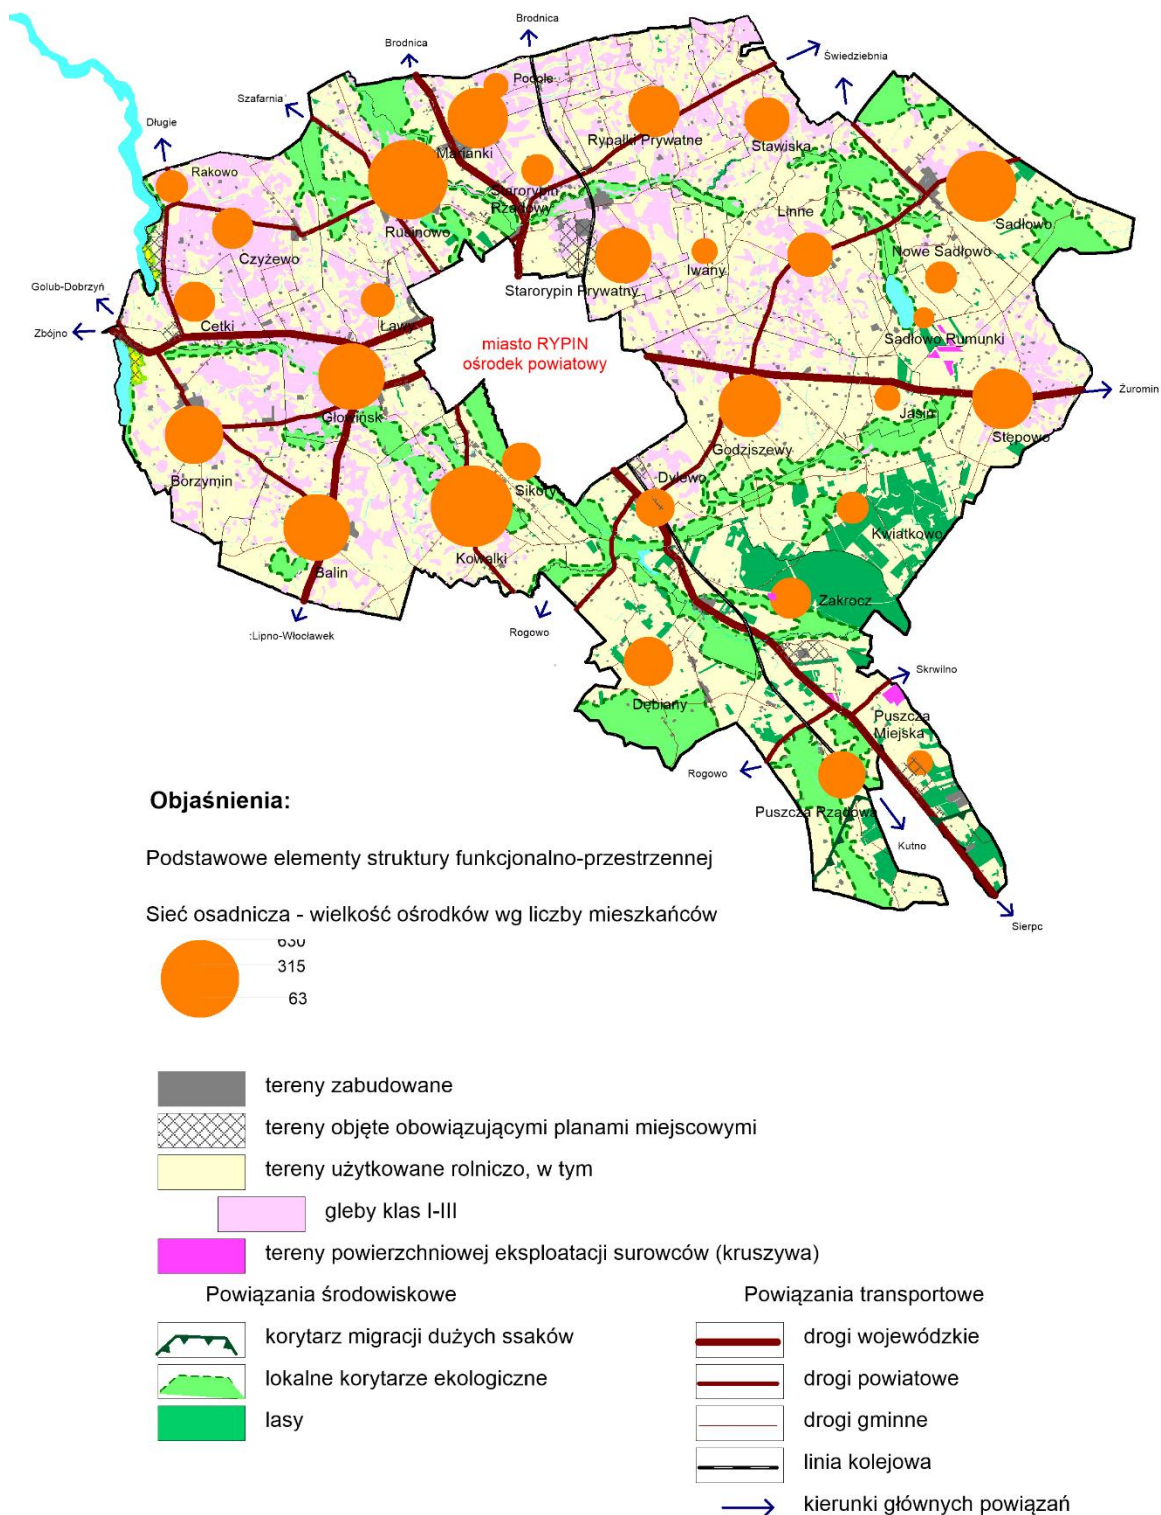 Brodnica
Brodnica
Świedziebnia
Szafarnia
Długie
Podole
Marianki
Rypałki Prywatne
Stawiska
Rakowo
Starorypin
Rządowy
Rusinowo
Linne
Sadłowo
Czyżewo
Nowe Sadłowo
Iwany
Starorypin Prywatny
Golub-Dobrzyń
Zbójno
Cetki
Ławy
Sadłowo Rumunki
miasto RYPIN
ośrodek powiatowy
Żuromin
Głowińsk
Jasin
Stępowo
Godziszewy
Borzymin
Sikory
Dylewo
Kwiatkowo
Kowalki
Balin
Zakrocz
:Lipno-Włocławek
Rogowo
Skrwilno
Dębiany
Puszcza
Miejska
Rogowo
Puszcza Rządowa
Kutno
Sierpc
Objaśnienia:
Podstawowe elementy struktury funkcjonalno-przestrzennej
Sieć osadnicza - wielkość ośrodków wg liczby mieszkańców
630
315
63
tereny zabudowane
tereny objęte obowiązującymi planami miejscowymi
tereny użytkowane rolniczo, w tym
gleby klas I-III
tereny powierzchniowej eksploatacji surowców (kruszywa)
Powiązania środowiskowe
korytarz migracji dużych ssaków
lokalne korytarze ekologiczne
lasy
Powiązania transportowe
drogi wojewódzkie
drogi powiatowe
drogi gminne
linia kolejowa
kierunki głównych powiązań